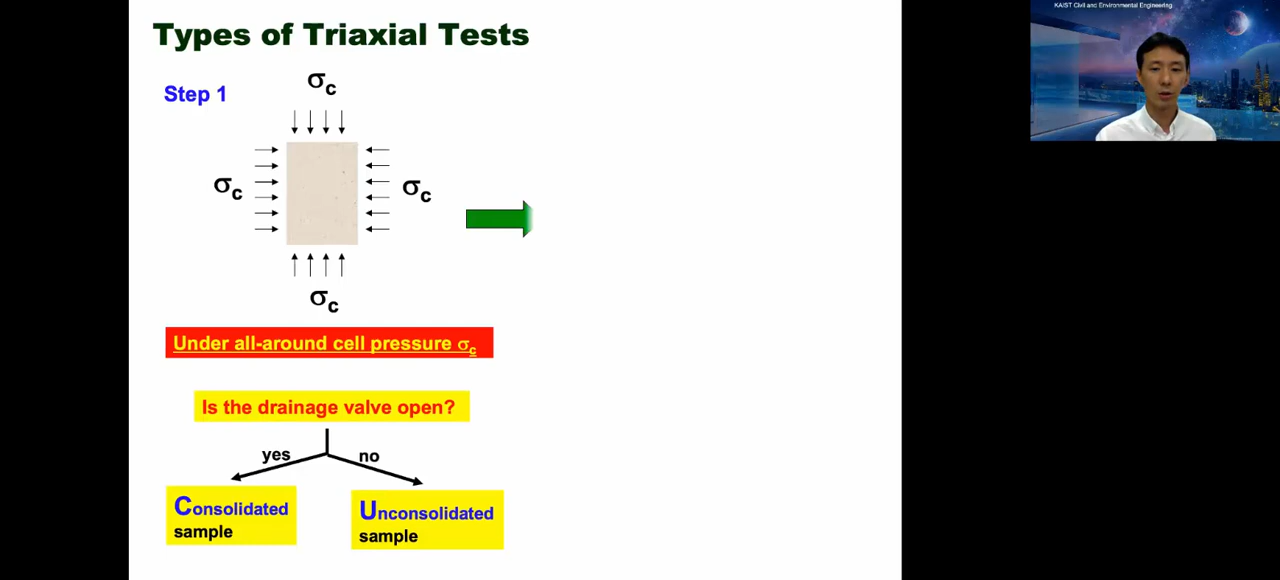 KAIST Civil and Environmental Engineering
Types of Triaxial Tests
Step 1
σc
σc
σc
σc
Under all-around cell pressure σc
Is the drainage valve open?
yes
no
Consolidated
sample
Unconsolidated
sample